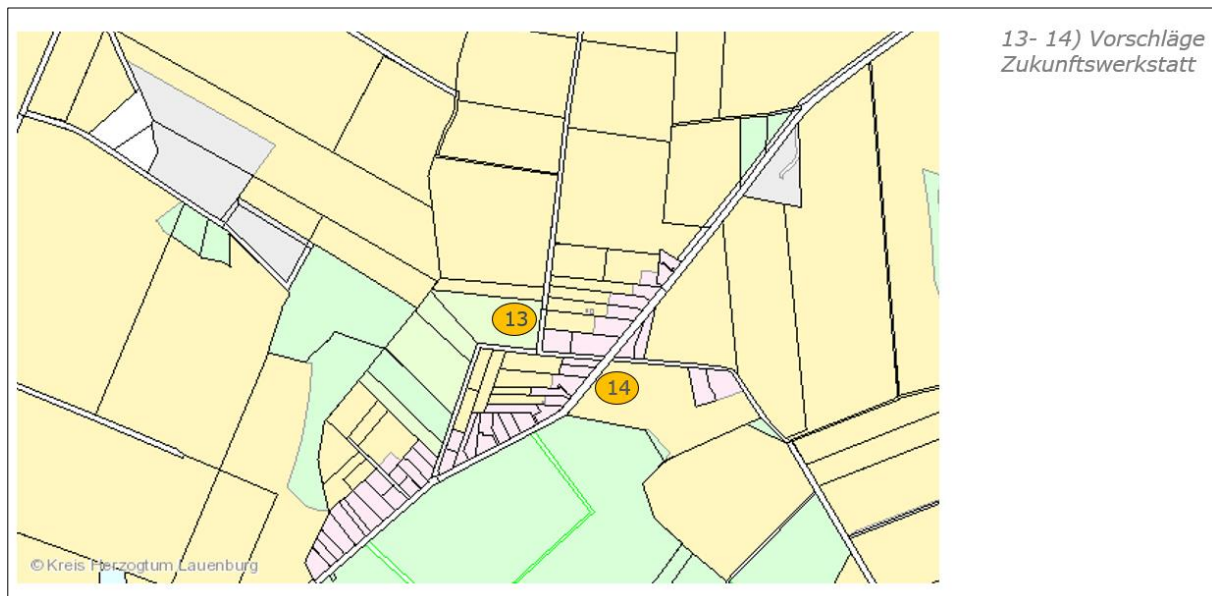 13- 14) Vorschläge
Zukunftswerkstatt
13
14
© Kreis Herzogtum Lauenburg